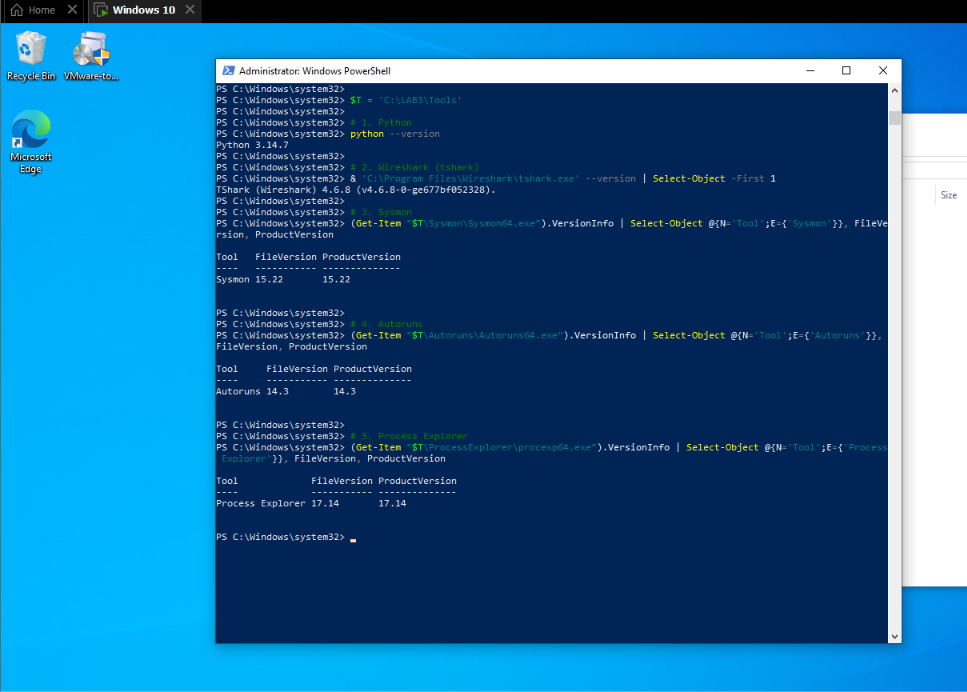 Home
Windows 10
Recycle Bin
VMware-to...
Microsoft
Edge
Administrator: Windows PowerShell
PS C:\Windows\system32>
PS C:\Windows\system32> $T = 'C:\LAB3\Tools'
PS C:\Windows\system32>
PS C:\Windows\system32> # 1. Python
PS C:\Windows\system32> python --version
Python 3.14.7
PS C:\Windows\system32>
PS C:\Windows\system32> # 2. Wireshark (tshark)
PS C:\Windows\system32> & 'C:\Program Files\Wireshark\tshark.exe' --version | Select-Object -First 1
TShark (Wireshark) 4.6.8 (v4.6.8-0-ge677bf052328).
PS C:\Windows\system32>
PS C:\Windows\system32> # 3. Sysmon
PS C:\Windows\system32> (Get-Item "$T\Sysmon\Sysmon64.exe").VersionInfo | Select-Object @{N='Tool';E={'Sysmon'}}, FileVe
rsion, ProductVersion
Tool FileVersion ProductVersion
---- ----------- --------------
Sysmon 15.22 15.22
PS C:\Windows\system32>
PS C:\Windows\system32> # 4. Autoruns
PS C:\Windows\system32> (Get-Item "$T\Autoruns\Autoruns64.exe").VersionInfo | Select-Object @{N='Tool';E={'Autoruns'}},
FileVersion, ProductVersion
Tool FileVersion ProductVersion
---- ----------- --------------
Autoruns 14.3 14.3
PS C:\Windows\system32>
PS C:\Windows\system32> # 5. Process Explorer
PS C:\Windows\system32> (Get-Item "$T\ProcessExplorer\procexp64.exe").VersionInfo | Select-Object @{N='Tool';E={'Process
Explorer'}}, FileVersion, ProductVersion
Tool FileVersion ProductVersion
---- ----------- --------------
Process Explorer 17.14 17.14
PS C:\Windows\system32>
Size